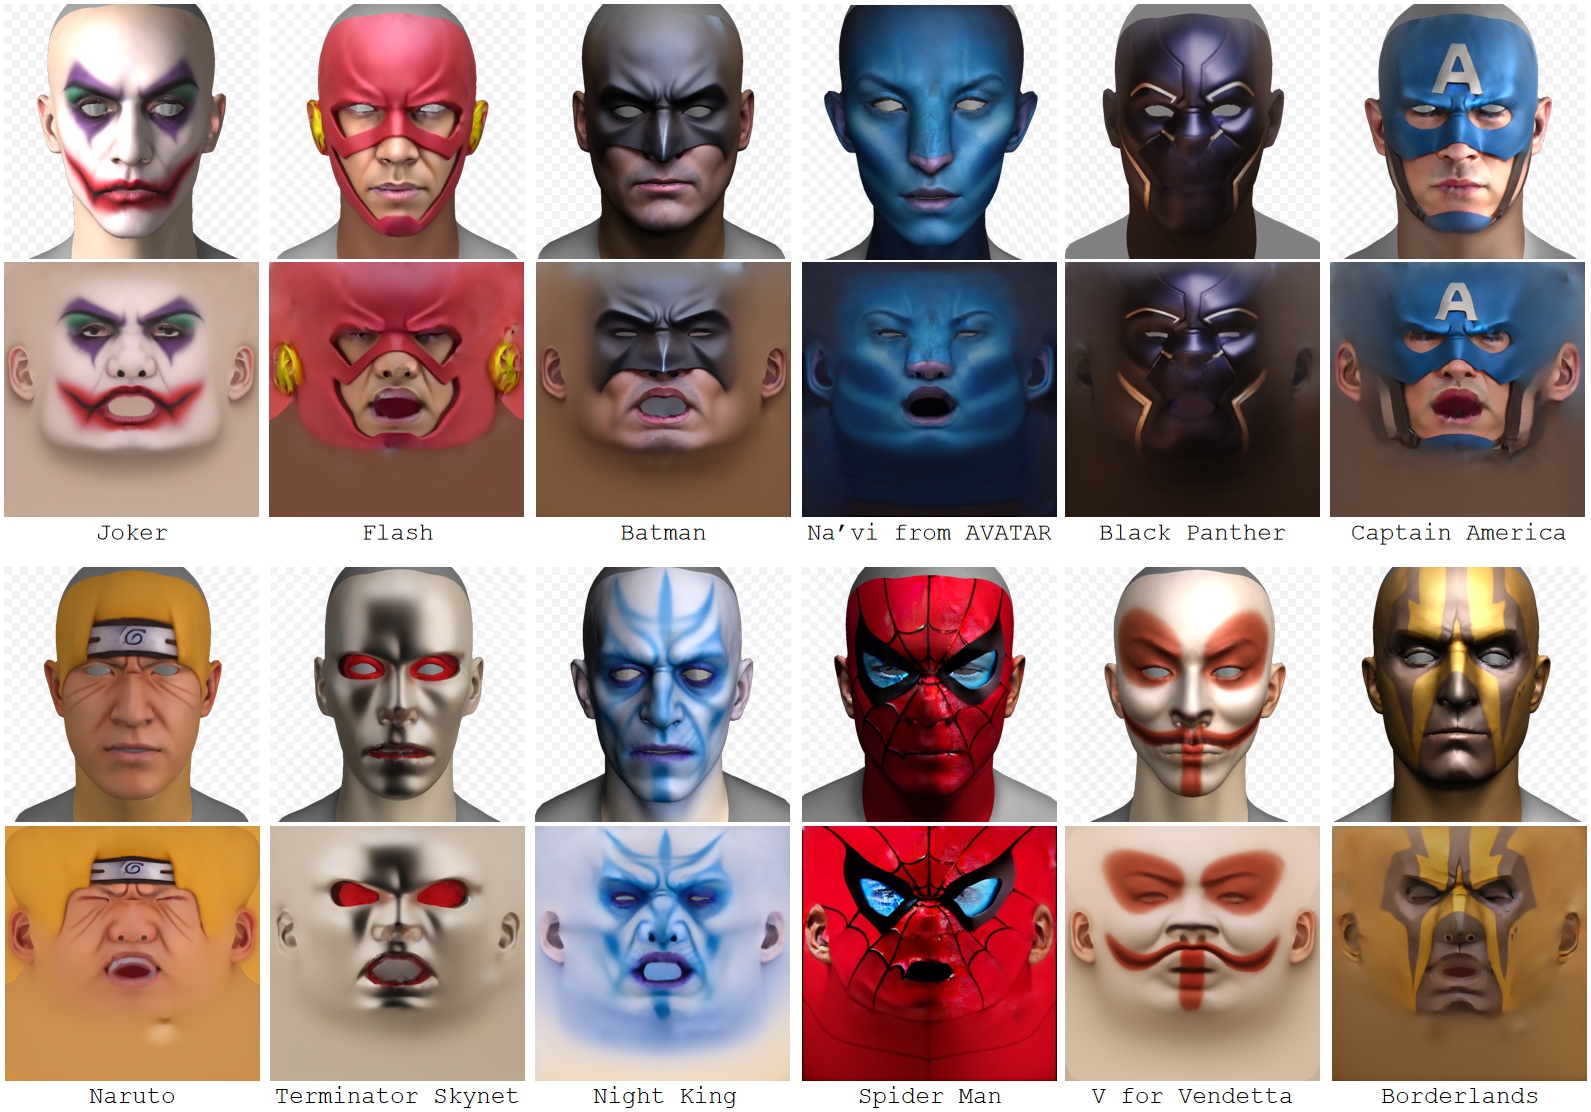 A
A
Joker Flash Batman Na’vi from AVATAR Black Panther Captain America
Naruto Terminator Skynet Night King Spider Man V for Vendetta Borderlands